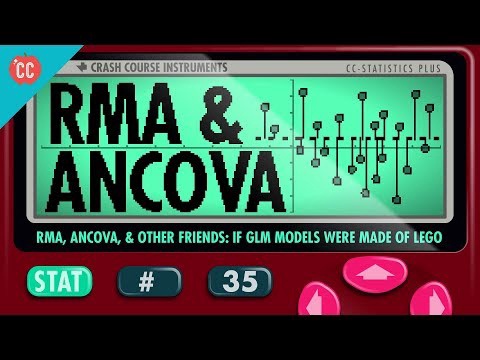 CC
CRASH COURSE INSTRUMENTS
CC-STATISTICS PLUS
RMA &
ANCOVA
RMA, ANCOVA, & OTHER FRIENDS: IF GLM MODELS WERE MADE OF LEGO
STAT
#
35